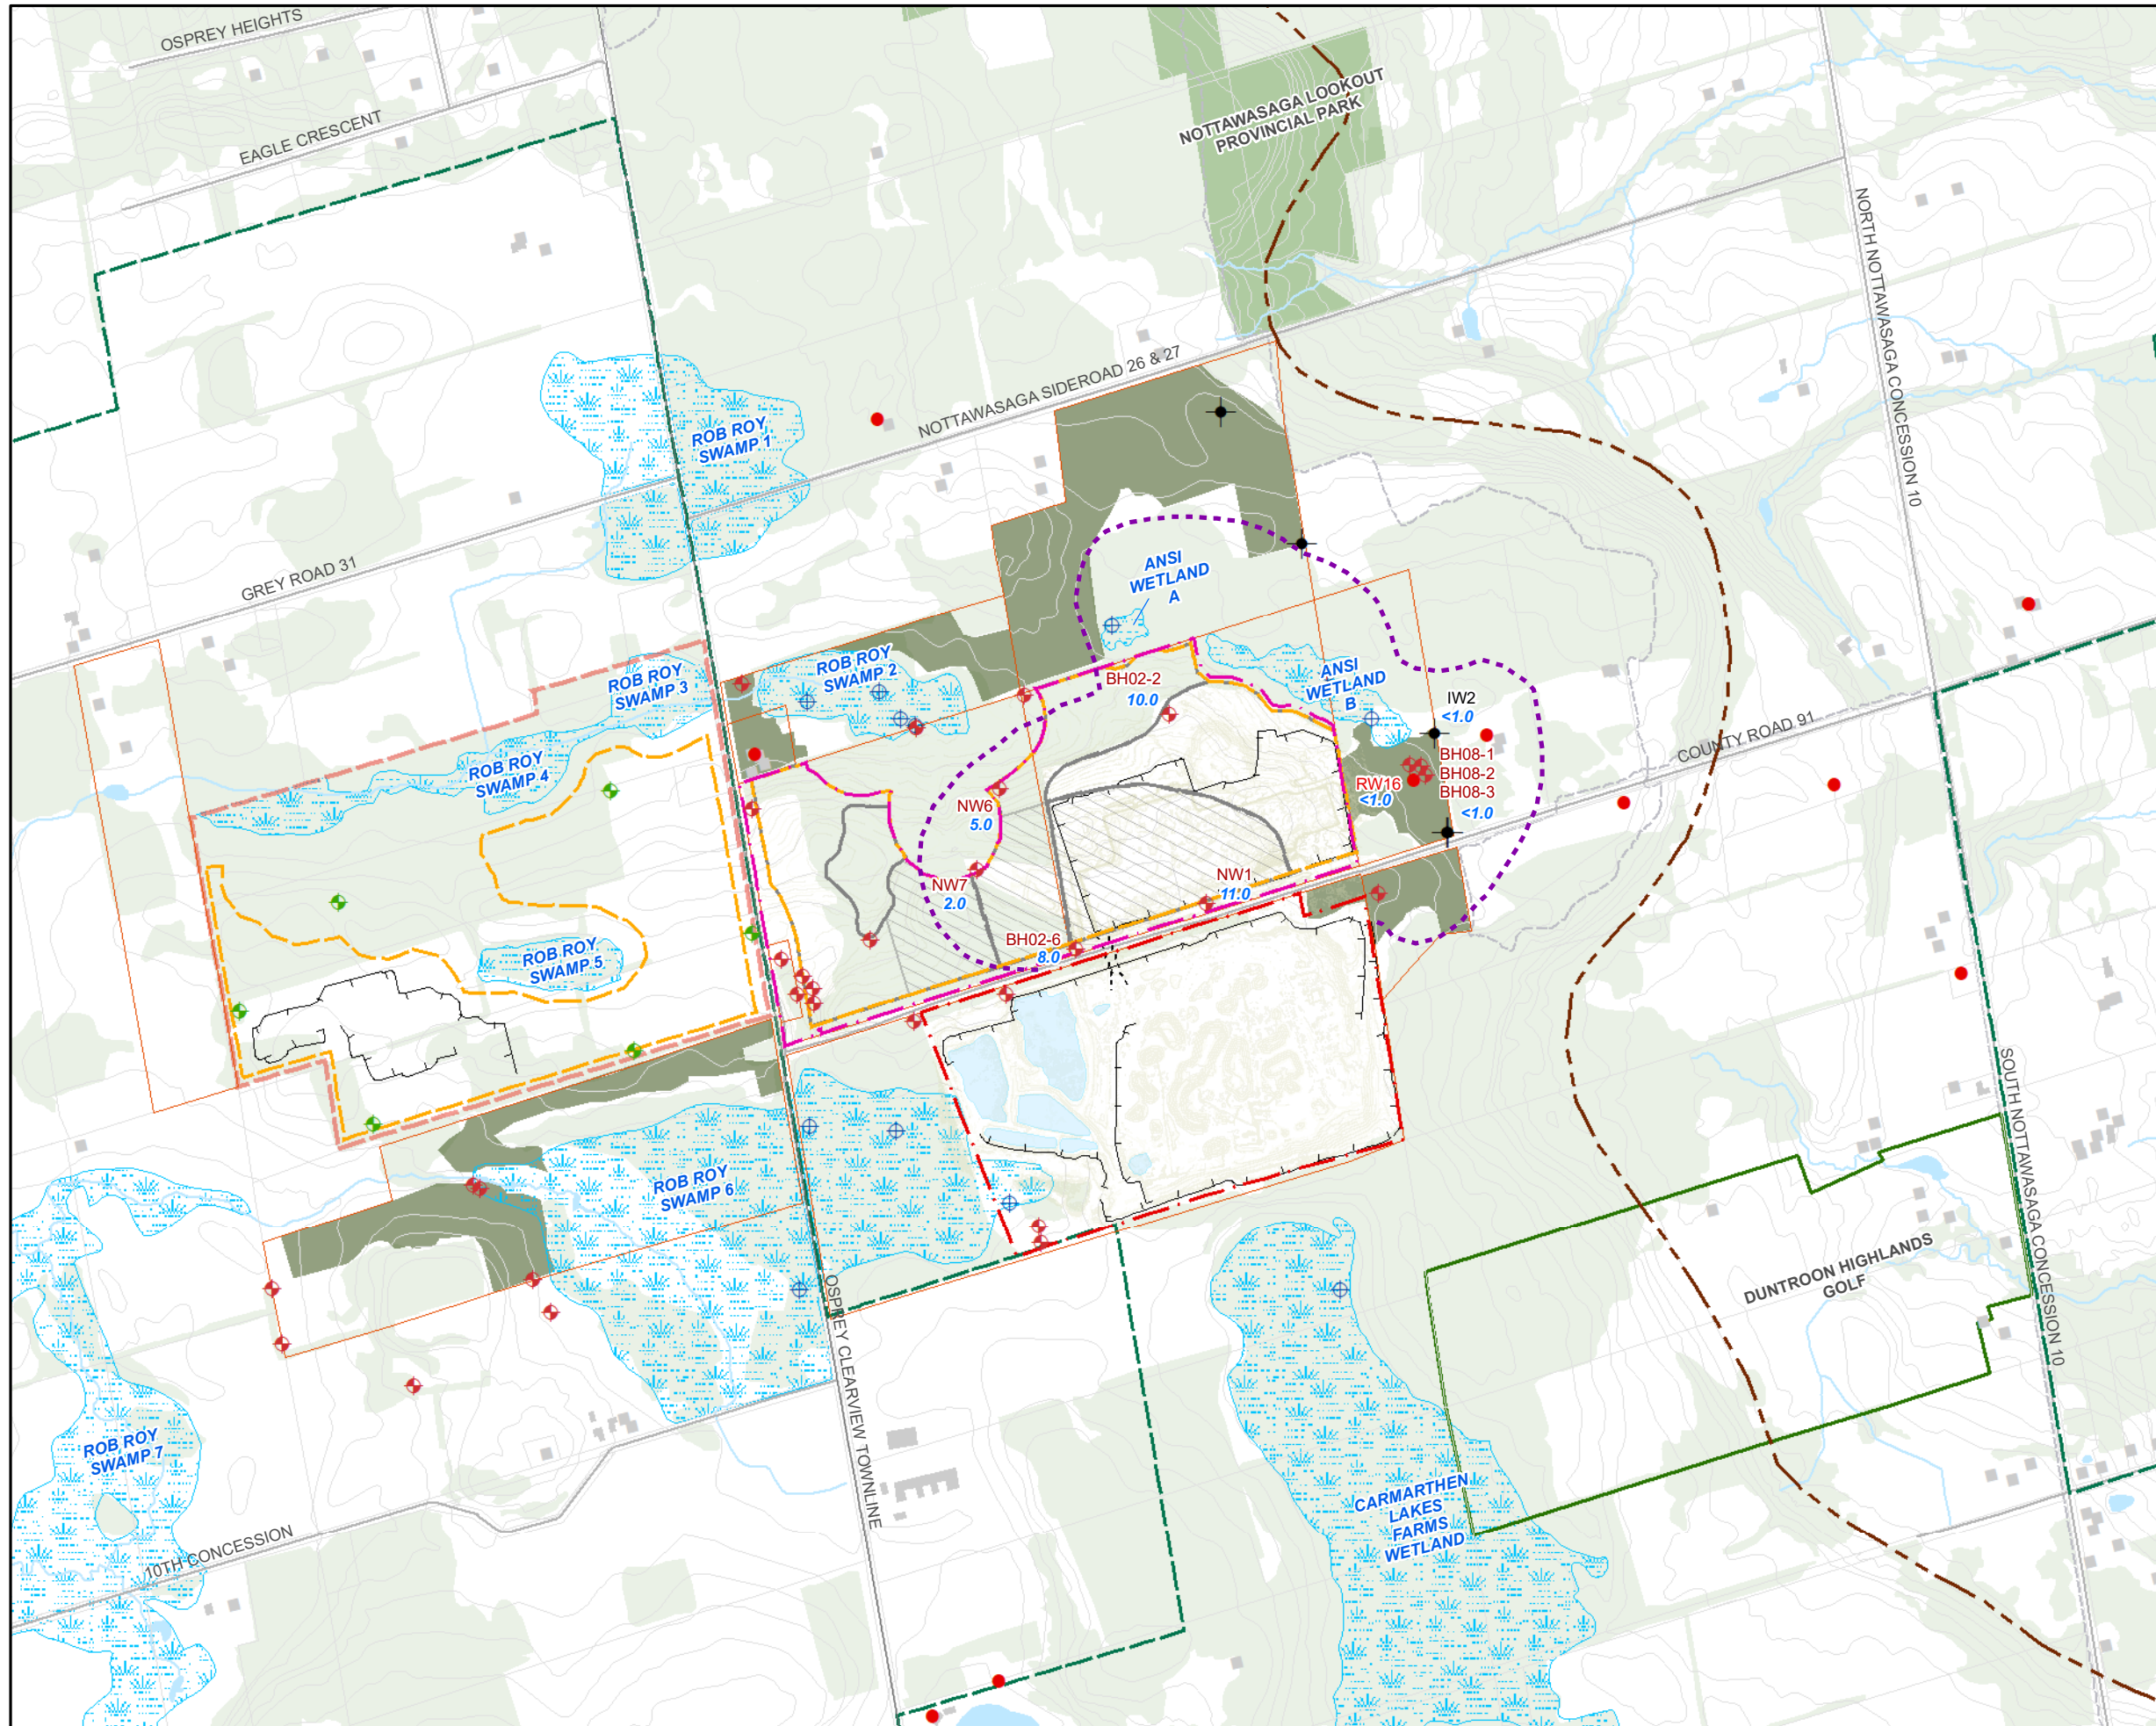 OSPREY HEIGHTS
EAGLE CRESCENT
NOTTAWASAGA LOOKOUT
PROVINCIAL PARK
NORTH NOTTAWASAGA CONCESSION 10
NOTTAWASAGA SIDEROAD 26 & 27
ROB ROY
SWAMP 1
GREY ROAD 31
ANSI
WETLAND
A
ROB ROY
SWAMP 2
ROB ROY
SWAMP 3
BH02-2
10.0
ANSI
WETLAND
B
IW2
<1.0
COUNTY ROAD 91
ROB ROY
SWAMP 4
BH08-1
BH08-2
BH08-3
<1.0
RW16
<1.0
NW6
5.0
NW7
2.0
NW1
11.0
BH02-6
8.0
ROB ROY
SWAMP 5
ROB ROY
SWAMP 6
SOUTH NOTTAWASAGA CONCESSION 10
DUNTROON HIGHLANDS
GOLF
OSPREY CLEARVIEW TOWNLINE
ROB ROY
SWAMP 7
CARMARTHEN
LAKES
FARMS
WETLAND
10TH CONCESSION